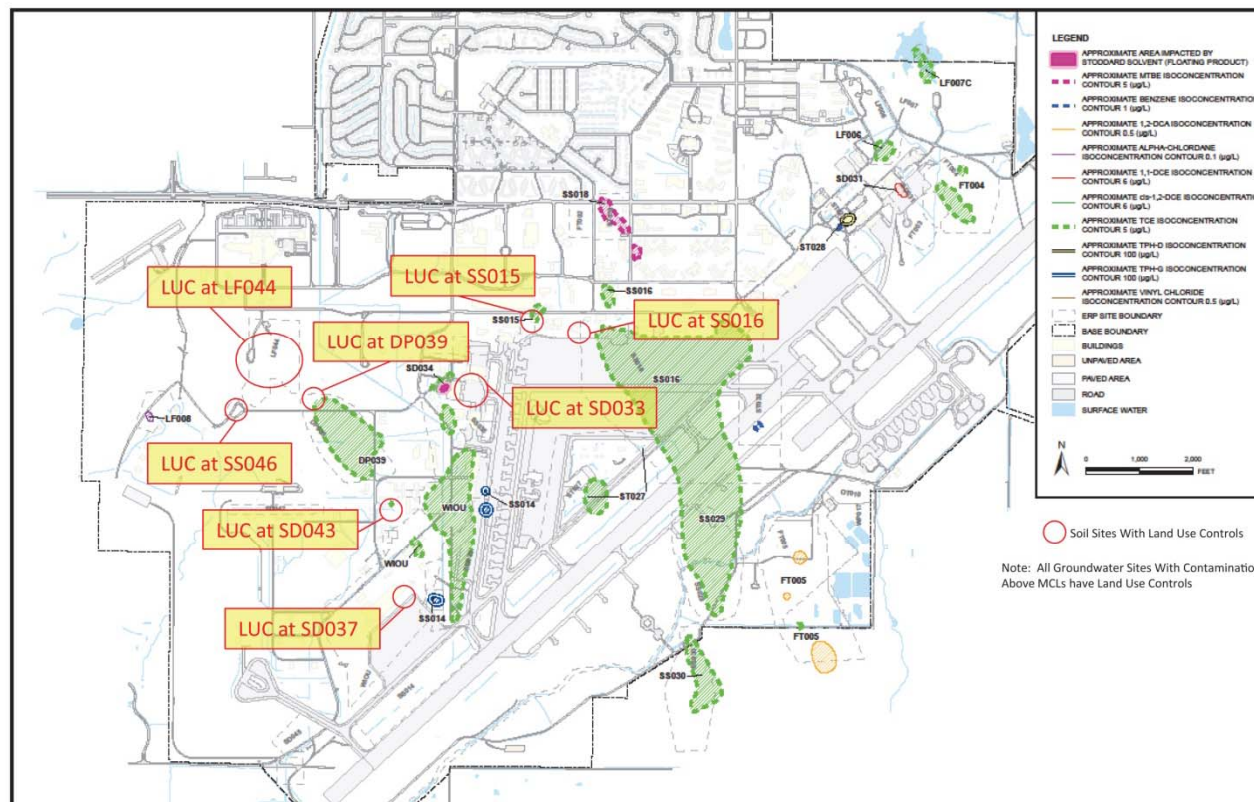 LEGEND
APPROXIMATE AREA IMPACTED BY
STODDARD SOLVENT (FLOATING PRODUCT)
APPROXIMATE MTBE ISOCONCENTRATION
CONTOUR 5 (µg/L)
APPROXIMATE BENZENE ISOCONCENTRATION
CONTOUR 1 (µg/L)
APPROXIMATE 1,2-DCA ISOCONCENTRATION
CONTOUR 0.5 (µg/L)
APPROXIMATE ALPHA-CHLORDANE
ISOCONCENTRATION CONTOUR 0.1 (µg/L)
APPROXIMATE 1,1-DCE ISOCONCENTRATION
CONTOUR 6 (µg/L)
APPROXIMATE cis-1,2-DCE ISOCONCENTRATION
CONTOUR 6 (µg/L)
APPROXIMATE TCE ISOCONCENTRATION
CONTOUR 5 (µg/L)
APPROXIMATE TPH-D ISOCONCENTRATION
CONTOUR 100 (µg/L)
APPROXIMATE TPH-G ISOCONCENTRATION
CONTOUR 100 (µg/L)
APPROXIMATE VINYL CHLORIDE
ISOCONCENTRATION CONTOUR 0.5 (µg/L)
ERP SITE BOUNDARY
BASE BOUNDARY
BUILDINGS
UNPAVED AREA
PAVED AREA
ROAD
SURFACE WATER
N
0 1,000 2,000
FEET
Soil Sites With Land Use Controls
Note: All Groundwater Sites With Contaminatio
Above MCLs have Land Use Controls
LF007C
LF006
SD031
FT004
SS018
ST028
LUC at SS015
LUC at LF044
SS016
SS015
LUC at SS016
LUC at DP039
LF044
SD034
SS016
LUC at SD033
LF008
DP039
LUC at SS046
ST027
WIOU
SS014
LUC at SD043
SS029
WIOU
FT005
LUC at SD037
SS014
FT005
SS030